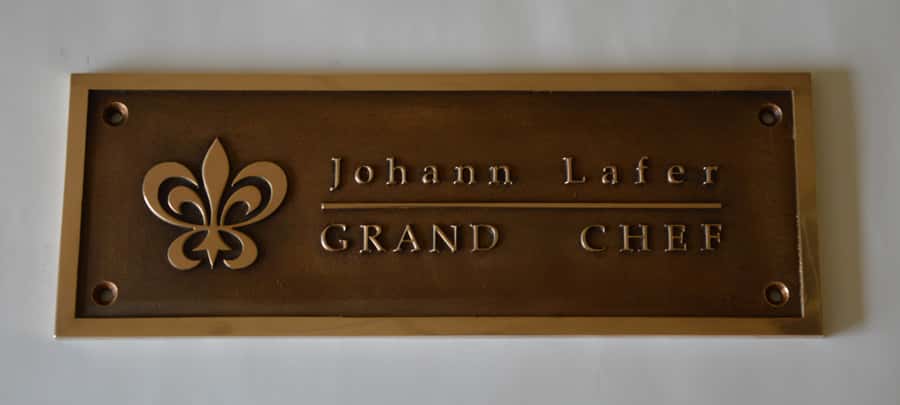 Johann Lafer
GRAND CHEF